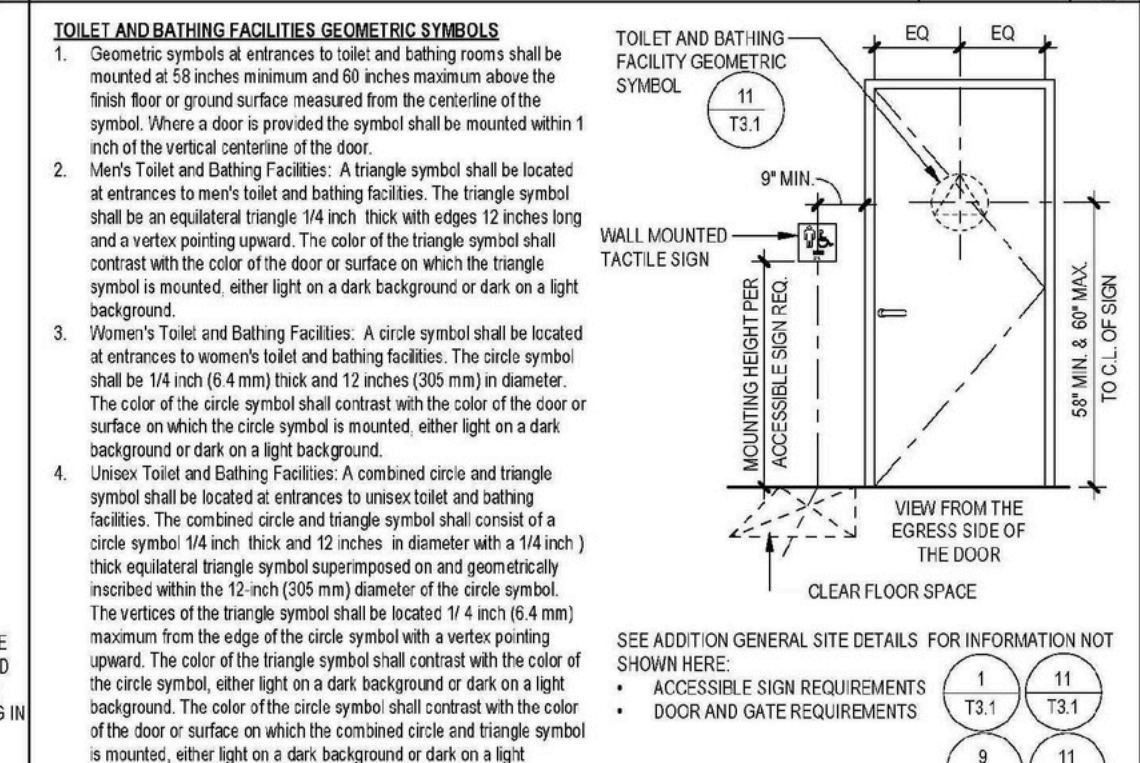 TOILET AND BATHING FACILITIES GEOMETRIC SYMBOLS
1. Geometric symbols at entrances to toilet and bathing rooms shall be
mounted at 58 inches minimum and 60 inches maximum above the
finish floor or ground surface measured from the centerline of the
symbol. Where a door is provided the symbol shall be mounted within 1
inch of the vertical centerline of the door.
2. Men's Toilet and Bathing Facilities: A triangle symbol shall be located
at entrances to men's toilet and bathing facilities. The triangle symbol
shall be an equilateral triangle 1/4 inch thick with edges 12 inches long
and a vertex pointing upward. The color of the triangle symbol shall
contrast with the color of the door or surface on which the triangle
symbol is mounted, either light on a dark background or dark on a light
background.
3. Women's Toilet and Bathing Facilities: A circle symbol shall be located
at entrances to women's toilet and bathing facilities. The circle symbol
shall be 1/4 inch (6.4 mm) thick and 12 inches (305 mm) in diameter.
The color of the circle symbol shall contrast with the color of the door or
surface on which the circle symbol is mounted, either light on a dark
background or dark on a light background.
4. Unisex Toilet and Bathing Facilities: A combined circle and triangle
symbol shall be located at entrances to unisex toilet and bathing
facilities. The combined circle and triangle symbol shall consist of a
circle symbol 1/4 inch thick and 12 inches in diameter with a 1/4 inch )
thick equilateral triangle symbol superimposed on and geometrically
inscribed within the 12-inch (305 mm) diameter of the circle symbol.
The vertices of the triangle symbol shall be located 1/ 4 inch (6.4 mm)
maximum from the edge of the circle symbol with a vertex pointing
upward. The color of the triangle symbol shall contrast with the color of
the circle symbol, either light on a dark background or dark on a light
background. The color of the circle symbol shall contrast with the color
of the door or surface on which the combined circle and triangle symbol
is mounted, either light on a dark background or dark on a light
E
D
G IN
TOILET AND BATHING
FACILITY GEOMETRIC
SYMBOL
11
T3.1
EQ
EQ
9" MIN.
WALL MOUNTED
TACTILE SIGN
MOUNTING HEIGHT PER
ACCESSIBLE SIGN REQ.
58" MIN. & 60" MAX.
TO C.L. OF SIGN
VIEW FROM THE
EGRESS SIDE OF
THE DOOR
CLEAR FLOOR SPACE
SEE ADDITION GENERAL SITE DETAILS FOR INFORMATION NOT
SHOWN HERE:
• ACCESSIBLE SIGN REQUIREMENTS
• DOOR AND GATE REQUIREMENTS
1
T3.1
11
T3.1
9
11